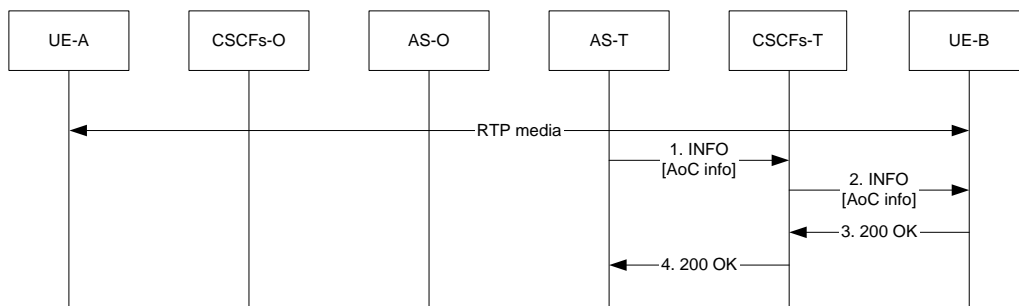 UE-A
CSCFs-O
AS-O
AS-T
CSCFs-T
UE-B
RTP media
1. INFO
[AoC info]
2. INFO
[AoC info]
3. 200 OK
4. 200 OK